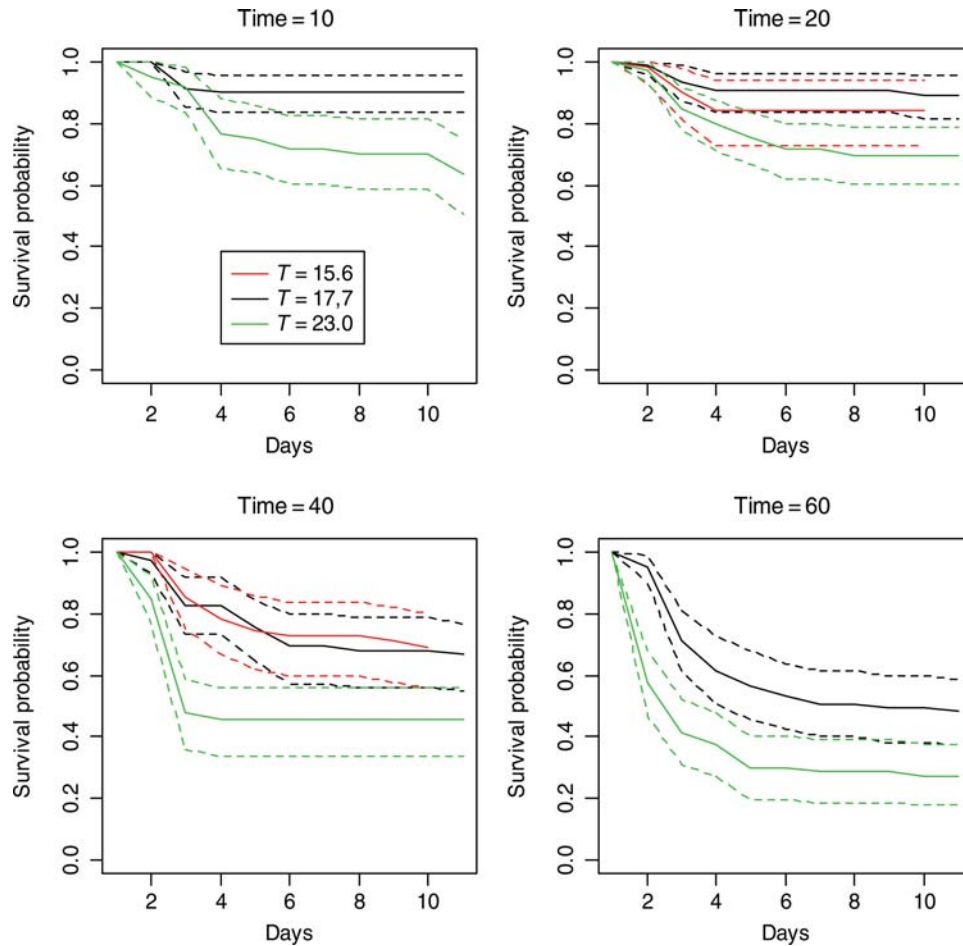 Time = 10
Survival probability
1.0
0.8
0.6
0.4
0.2
0.0
T = 15.6
T = 17,7
T = 23.0
2 4 6 8 10
Days
Time = 20
Survival probability
1.0
0.8
0.6
0.4
0.2
0.0
2 4 6 8 10
Days
Time = 40
Survival probability
1.0
0.8
0.6
0.4
0.2
0.0
2 4 6 8 10
Days
Time = 60
Survival probability
1.0
0.8
0.6
0.4
0.2
0.0
2 4 6 8 10
Days